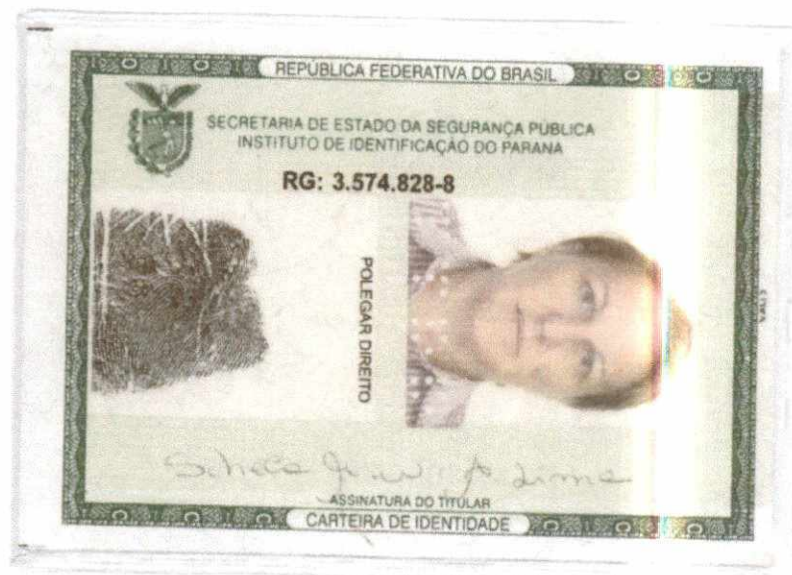 REPÚBLICA FEDERATIVA DO BRASIL
SECRETARIA DE ESTADO DA SEGURANÇA PÚBLICA
INSTITUTO DE IDENTIFICAÇÃO DO PARANÁ
RG: 3.574.828-8
POLEGAR DIREITO
ASSINATURA DO TITULAR
CARTEIRA DE IDENTIDADE